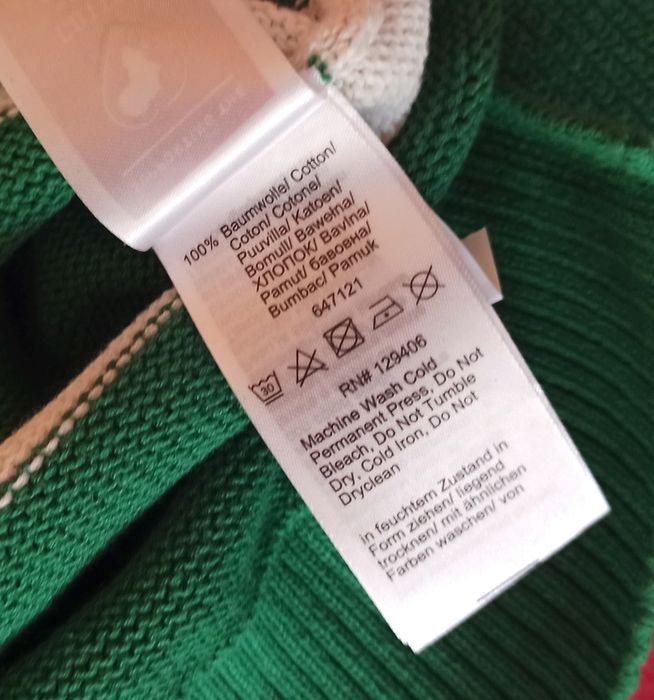 100% Baumwolle/ Cotton/
Coton/ Cotone/
Puuvilla/ Katoen/
Bomull/ Bawełna/
ХЛОПОК/ Bavlna/
Pamut/ бавовна/
Bumbac/ Pamuk
647121
30
RN# 129406
Machine Wash Cold
Permanent Press, Do Not
Bleach, Do Not Tumble
Dry, Cold Iron, Do Not
Dryclean
in feuchtem Zustand in
Form ziehen/ liegend
trocknen/ mit ähnlichen
Farben waschen/ von